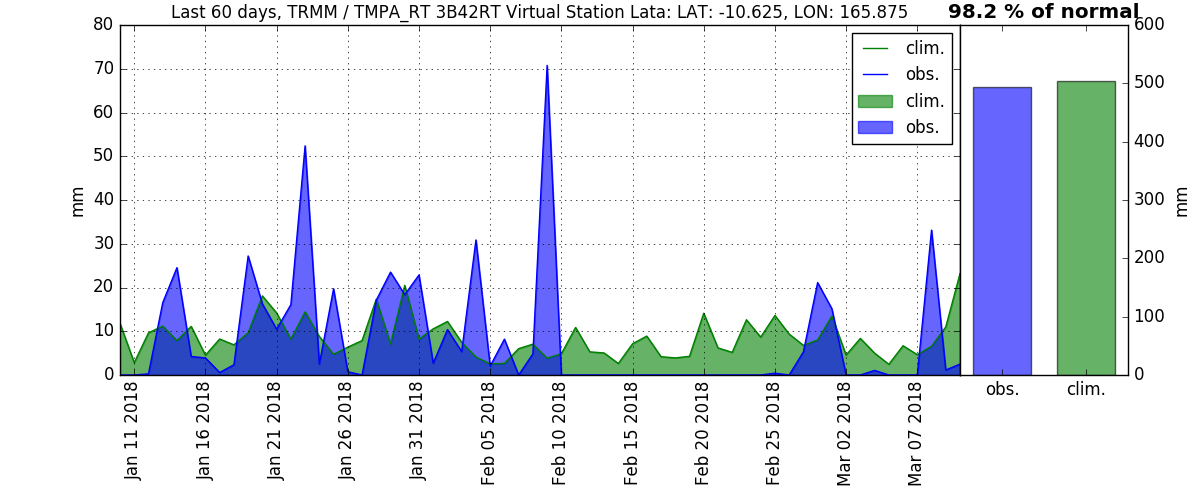 Last 60 days, TRMM / TMPA_RT 3B42RT Virtual Station Lata: LAT: -10.625, LON: 165.875
98.2 % of normal
80
70
60
50
40
30
20
10
0
mm
clim.
obs.
clim.
obs.
600
500
400
300
200
100
0
mm
obs.
clim.
Jan 11 2018
Jan 16 2018
Jan 21 2018
Jan 26 2018
Jan 31 2018
Feb 05 2018
Feb 10 2018
Feb 15 2018
Feb 20 2018
Feb 25 2018
Mar 02 2018
Mar 07 2018